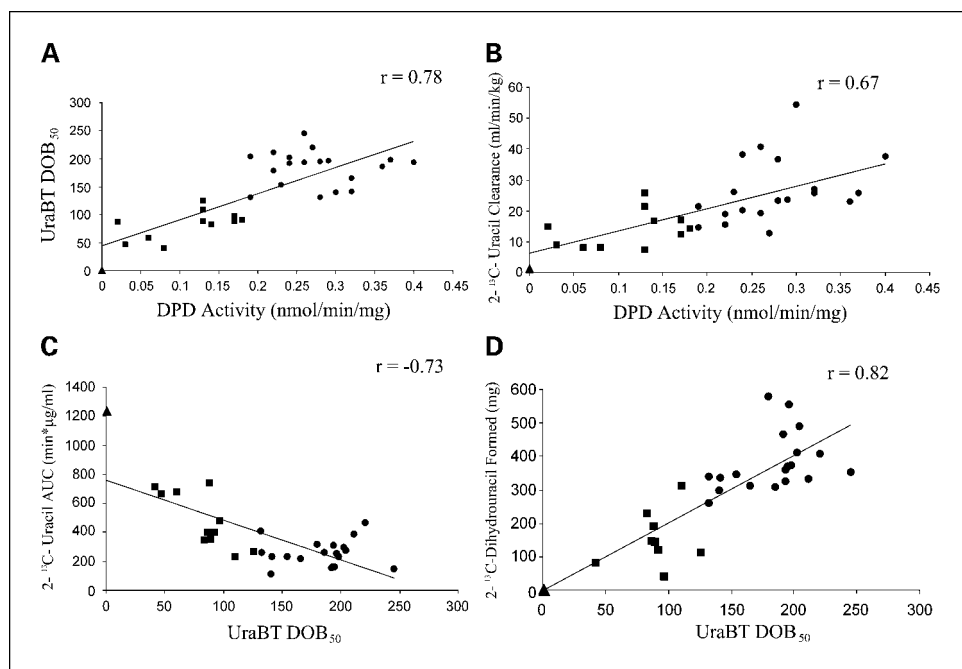 A
r = 0.78
UraBT DOB50
300
250
200
150
100
50
0
0 0.05 0.1 0.15 0.2 0.25 0.3 0.35 0.4 0.45
DPD Activity (nmol/min/mg)
B
r = 0.67
2- 13C- Uracil Clearance (ml/min/kg)
60
50
40
30
20
10
0
0 0.05 0.1 0.15 0.2 0.25 0.3 0.35 0.4 0.45
DPD Activity (nmol/min/mg)
C
r = -0.73
2- 13C- Uracil AUC (min*µg/ml)
1400
1200
1000
800
600
400
200
0
0 50 100 150 200 250 300
UraBT DOB50
D
r = 0.82
2- 13C-Dihydrouracil Formed (mg)
600
500
400
300
200
100
0
0 50 100 150 200 250 300
UraBT DOB50